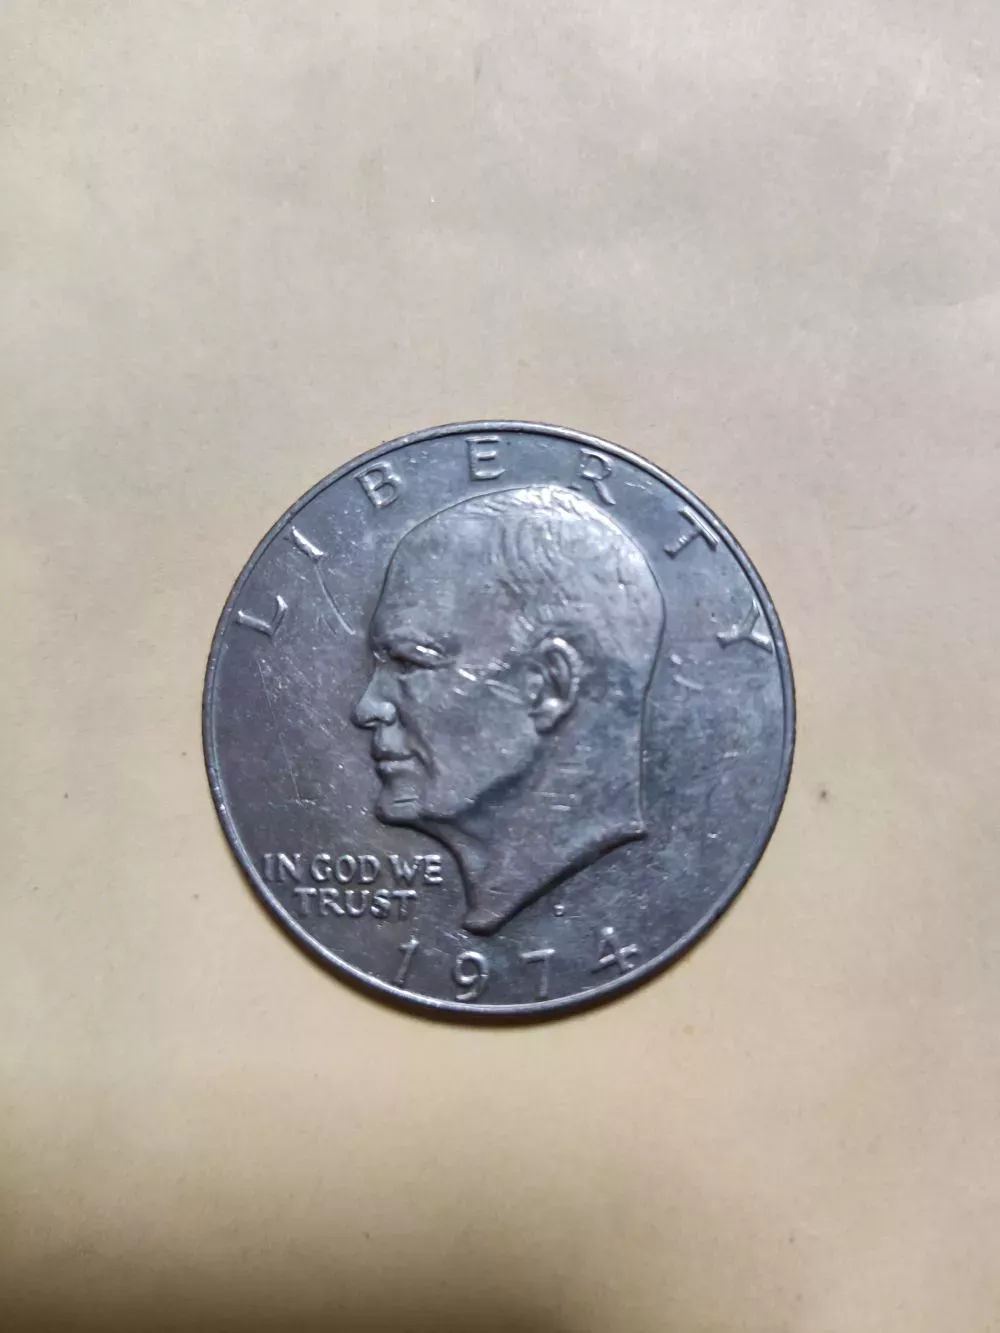 LIBERTY
IN GOD WE
TRUST
1974